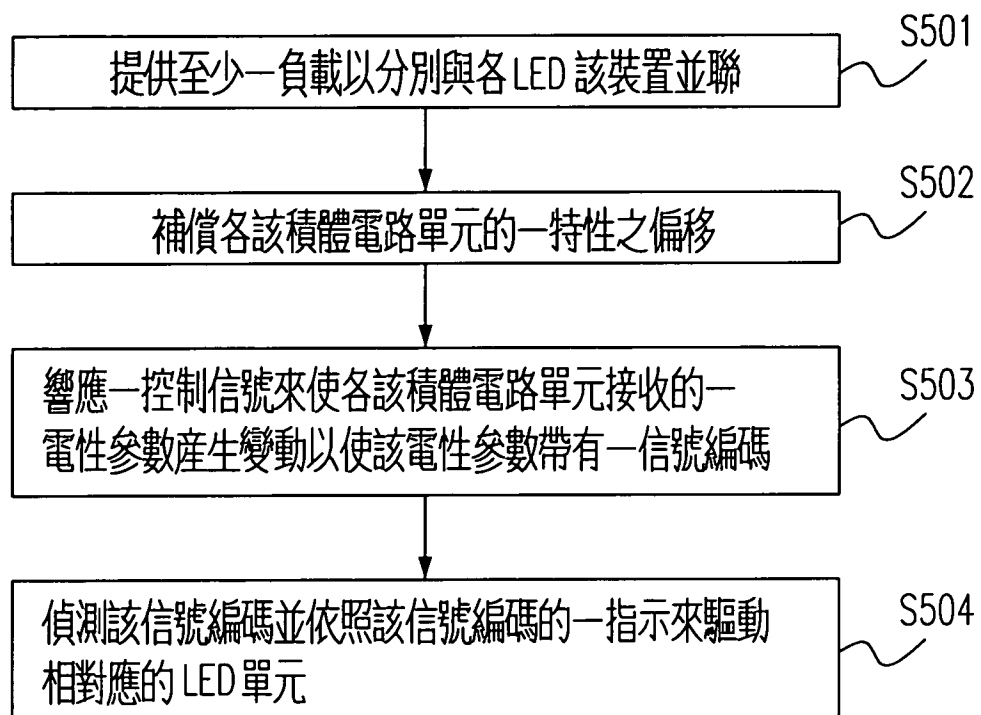 S501
提供至少一負載以分別與各LED該裝置並聯
S502
補償各該積體電路單元的一特性之偏移
S503
響應一控制信號來使各該積體電路單元接收的一
電性參數産生變動以使該電性參數帶有一信號編碼
S504
偵測該信號編碼並依照該信號編碼的一指示來驅動
相對應的LED單元